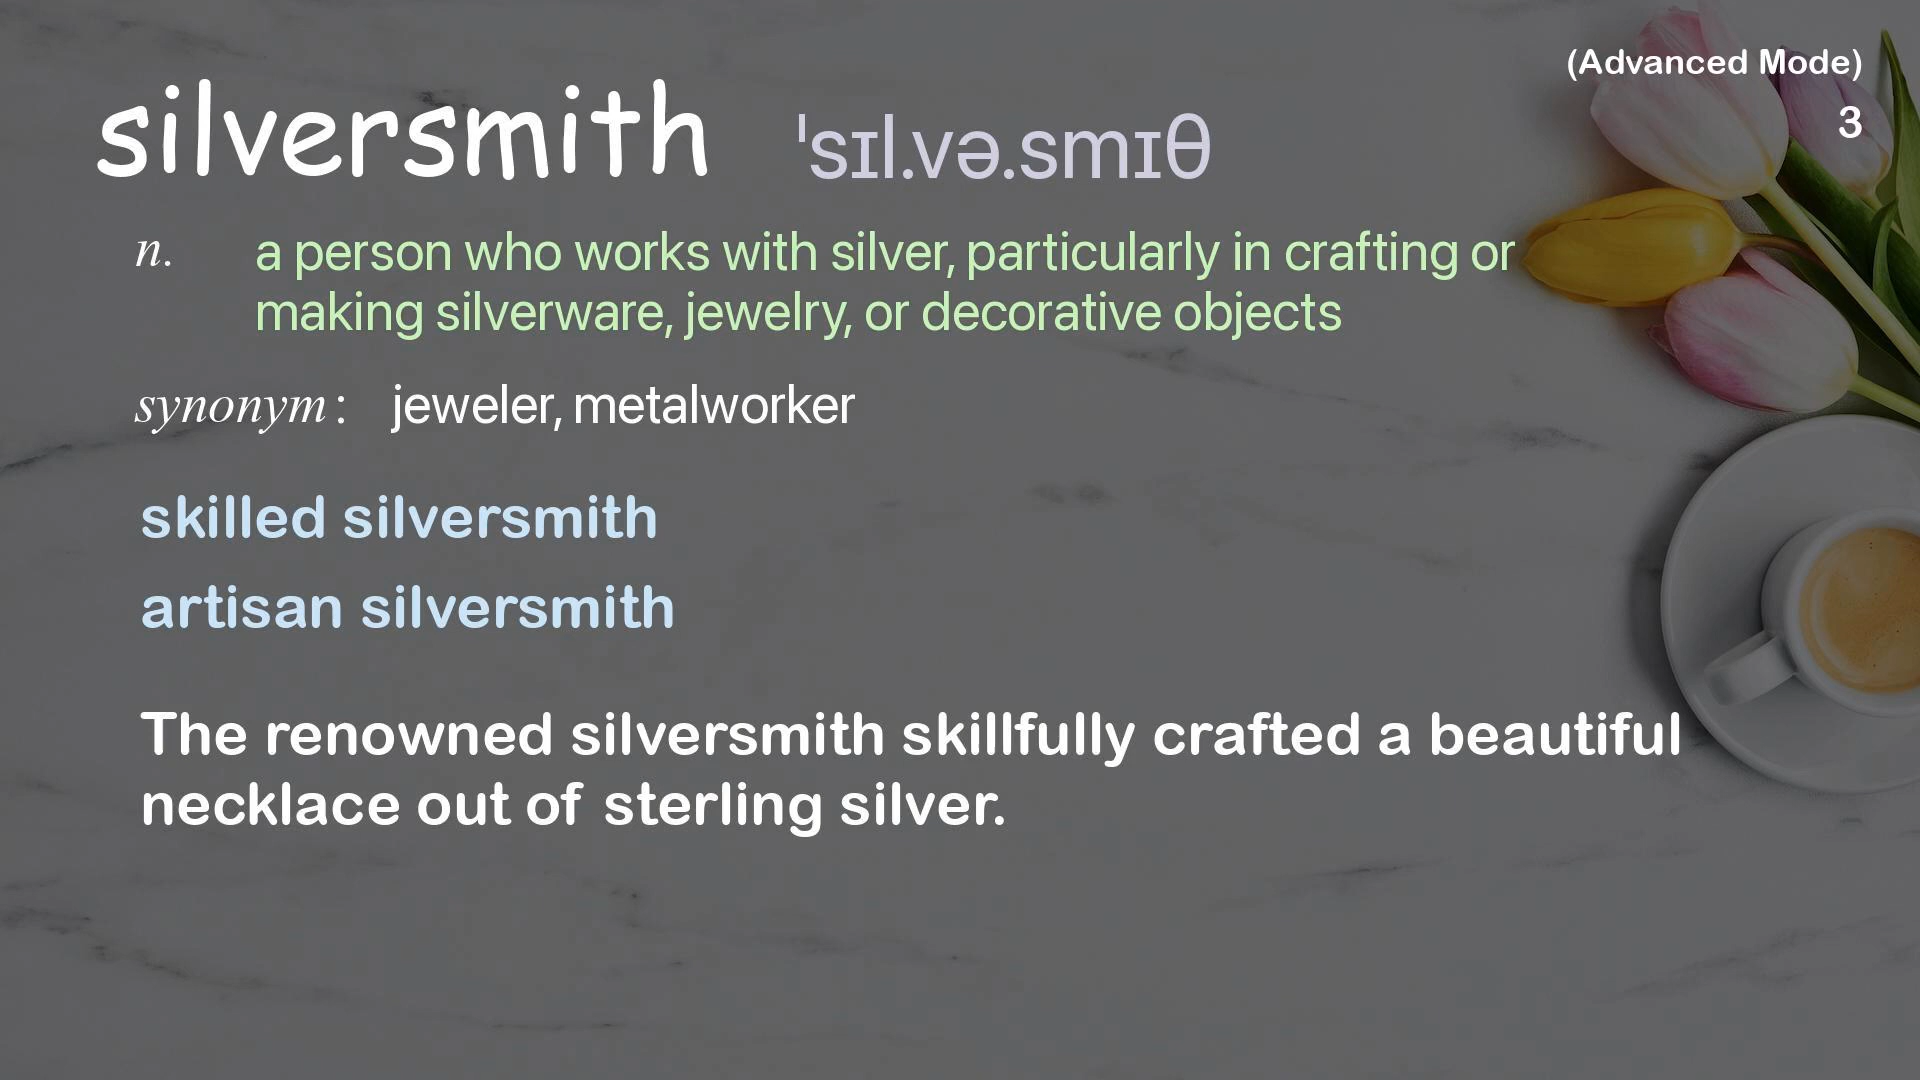 (Advanced Mode)
silversmith ˈsɪl.və.smɪθ
3
n. a person who works with silver, particularly in crafting or
making silverware, jewelry, or decorative objects
synonym: jeweler, metalworker
skilled silversmith
artisan silversmith
The renowned silversmith skillfully crafted a beautiful
necklace out of sterling silver.